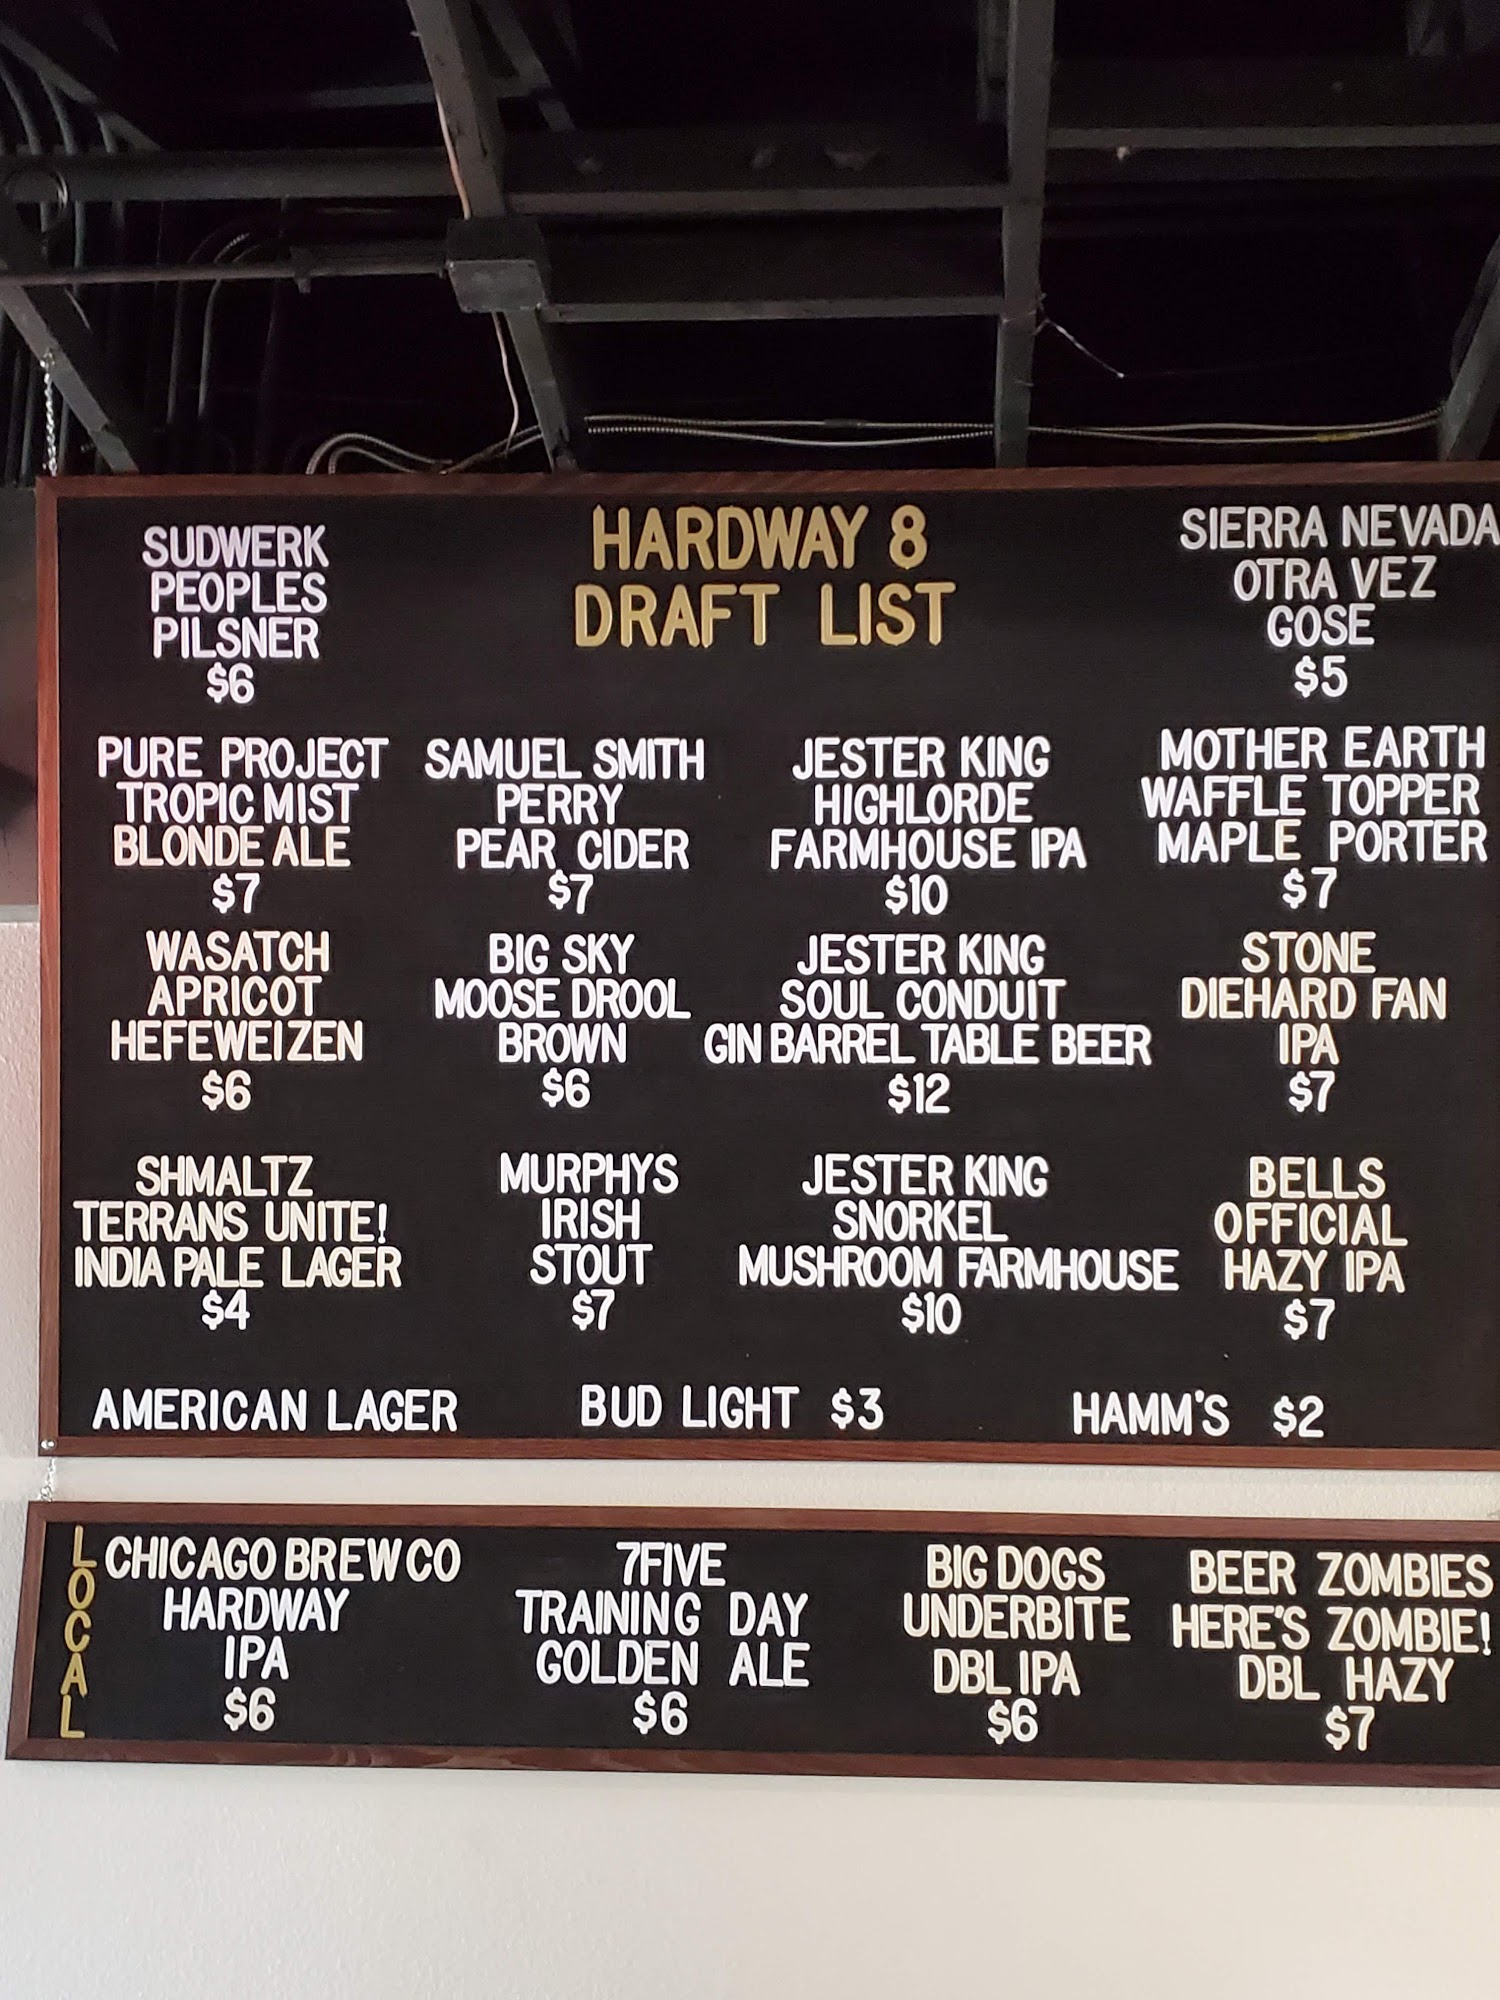 HARDWAY 8
DRAFT LIST
SUDWERK
PEOPLES
PILSNER
$6
SIERRA NEVADA
OTRA VEZ
GOSE
$5
PURE PROJECT
TROPIC MIST
BLONDE ALE
$7
SAMUEL SMITH
PERRY
PEAR CIDER
$7
JESTER KING
HIGHLORDE
FARMHOUSE IPA
$10
MOTHER EARTH
WAFFLE TOPPER
MAPLE PORTER
$7
WASATCH
APRICOT
HEFEWEIZEN
$6
BIG SKY
MOOSE DROOL
BROWN
$6
JESTER KING
SOUL CONDUIT
GIN BARREL TABLE BEER
$12
STONE
DIEHARD FAN
IPA
$7
SHMALTZ
TERRANS UNITE!
INDIA PALE LAGER
$4
MURPHYS
IRISH
STOUT
$7
JESTER KING
SNORKEL
MUSHROOM FARMHOUSE
$10
BELLS
OFFICIAL
HAZY IPA
$7
AMERICAN LAGER
BUD LIGHT $3
HAMM'S $2
LOCAL
CHICAGO BREW CO
HARDWAY
IPA
$6
7FIVE
TRAINING DAY
GOLDEN ALE
$6
BIG DOGS
UNDERBITE
DBL IPA
$6
BEER ZOMBIES
HERE'S ZOMBIE!
DBL HAZY
$7